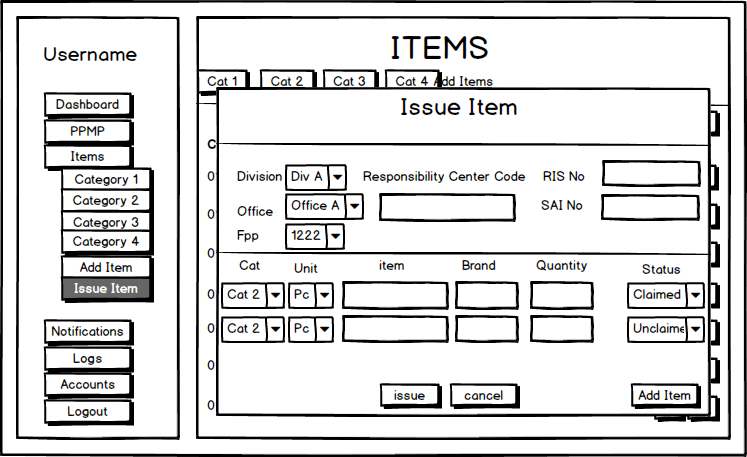 Username
Dashboard
PPMP
Items
Category 1
Category 2
Category 3
Category 4
Add Item
Issue Item
Notifications
Logs
Accounts
Logout
ITEMS
Cat 1 Cat 2 Cat 3 Cat 4 Add Items
Issue Item
Division Div A Responsibility Center Code RIS No
Office Office A SAI No
Fpp 1222
Cat Unit item Brand Quantity Status
Cat 2 Pc Claimed
Cat 2 Pc Unclaime
issue cancel Add Item
C
0
0
0
0
0
0
0